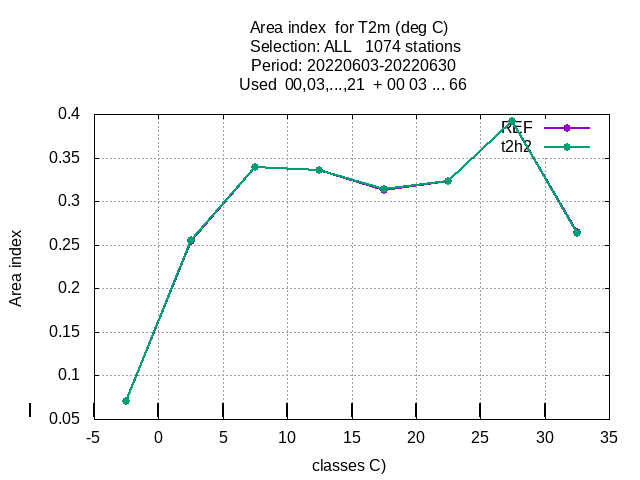 Area index  for T2m (deg C)
Selection: ALL   1074 stations
Period: 20220603-20220630
Used  00,03,...,21  + 00 03 ... 66
REF
t2h2
0.4
0.35
0.3
0.25
0.2
0.15
0.1
0.05
Area index
-5 0 5 10 15 20 25 30 35
classes C)